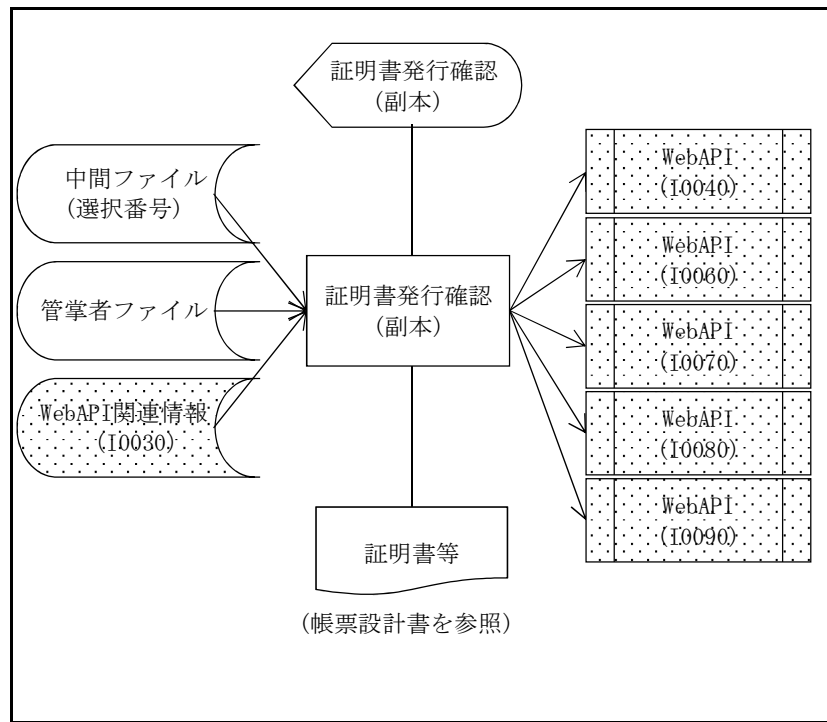 証明書発行確認
(副本)
中間ファイル
(選択番号)
管掌者ファイル
WebAPI関連情報
(I0030)
証明書発行確認
(副本)
WebAPI
(I0040)
WebAPI
(I0060)
WebAPI
(I0070)
WebAPI
(I0080)
WebAPI
(I0090)
証明書等
(帳票設計書を参照)